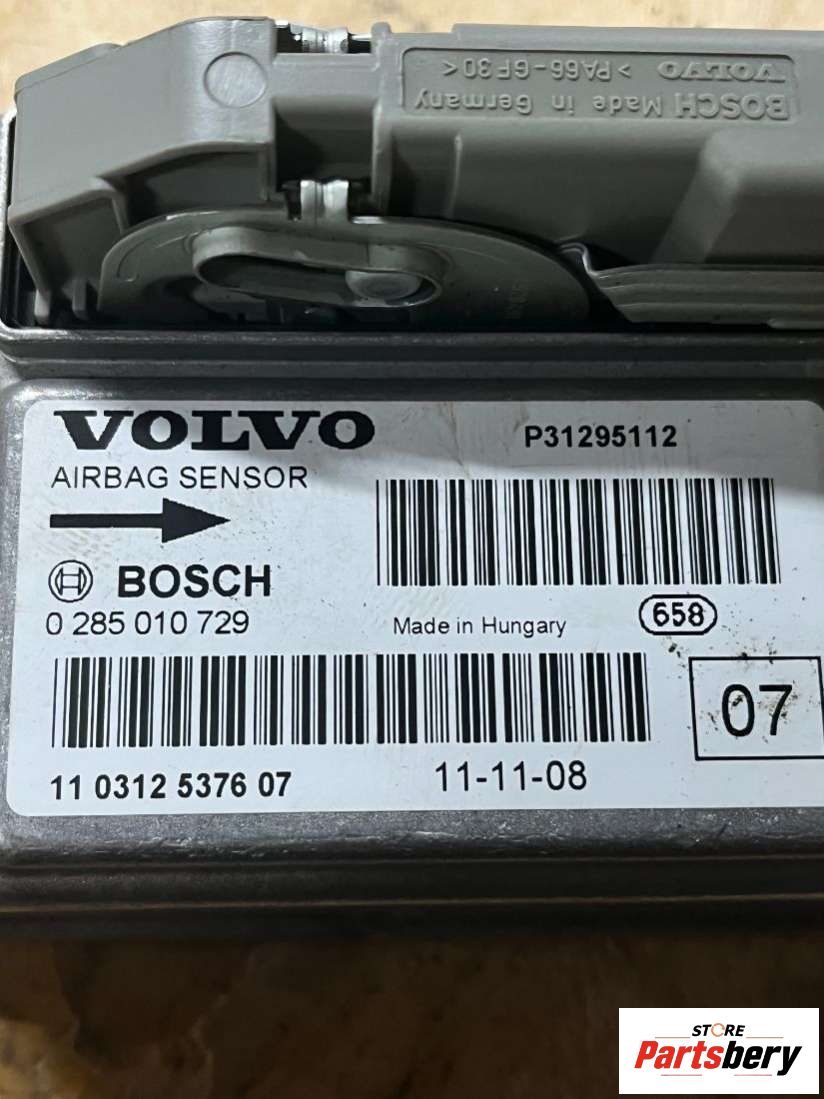 BOSCH Made in Germany
VOLVO >PA66-GF30<
VOLVO
P31295112
AIRBAG SENSOR
BOSCH
0 285 010 729
Made in Hungary
658
07
11 0312 5376 07
11-11-08
STORE
Partsbery